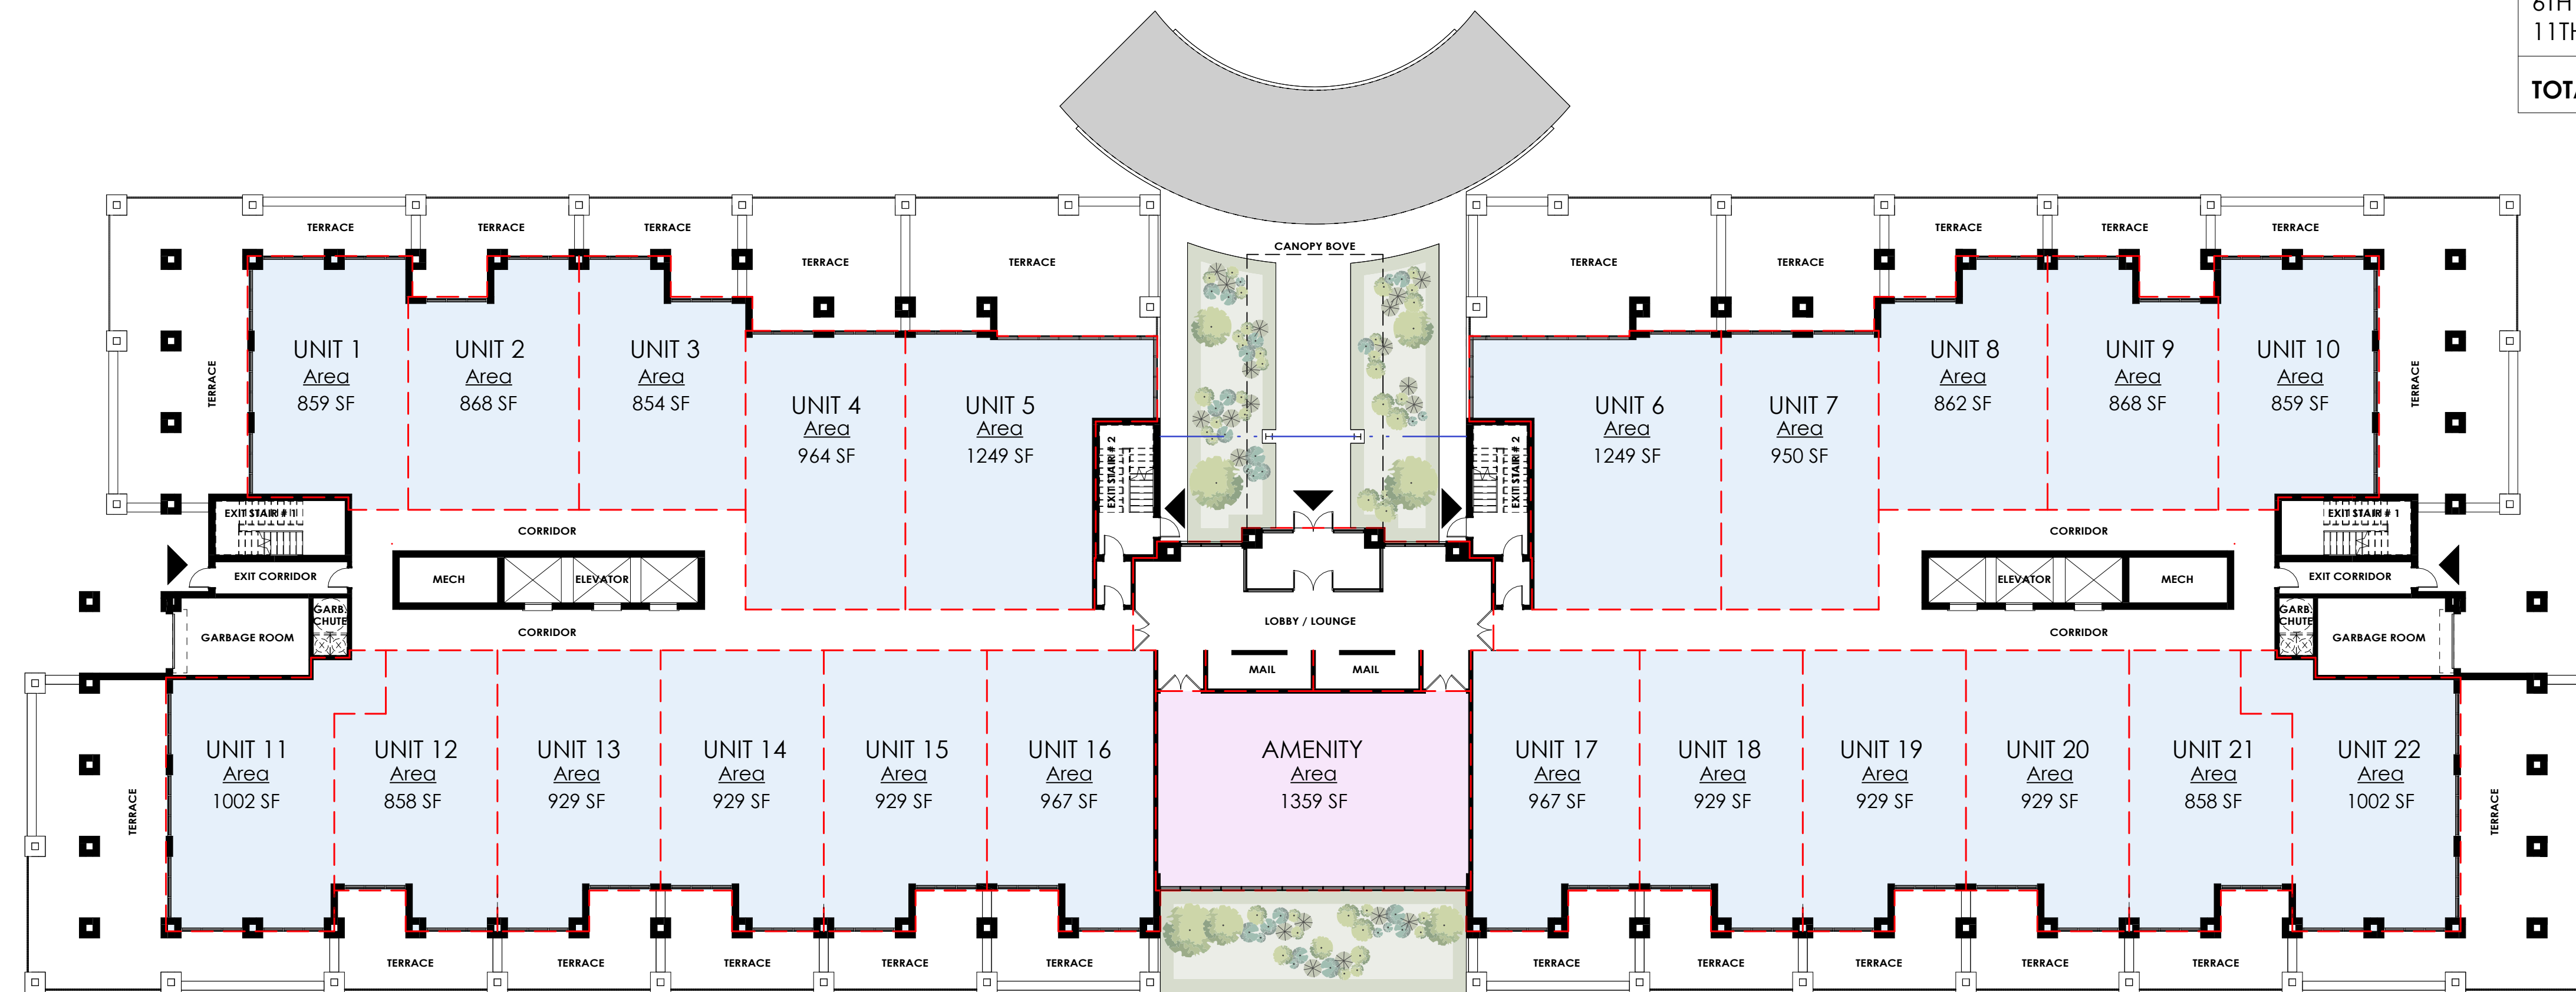 6TH
11TH
TOTA
TERRACE
TERRACE
TERRACE
TERRACE
TERRACE
CANOPY BOVE
TERRACE
TERRACE
TERRACE
TERRACE
TERRACE
TERRACE
UNIT 1
Area
859 SF
UNIT 2
Area
868 SF
UNIT 3
Area
854 SF
UNIT 4
Area
964 SF
UNIT 5
Area
1249 SF
UNIT 6
Area
1249 SF
UNIT 7
Area
950 SF
UNIT 8
Area
862 SF
UNIT 9
Area
868 SF
UNIT 10
Area
859 SF
TERRACE
EXIT STAIR # 2
EXIT STAIR # 2
EXIT STAIR # 1
CORRIDOR
CORRIDOR
EXIT STAIR # 1
EXIT CORRIDOR
MECH
ELEVATOR
ELEVATOR
MECH
EXIT CORRIDOR
GARBAGE ROOM
GARB.
CHUTE
CORRIDOR
LOBBY / LOUNGE
CORRIDOR
GARB.
CHUTE
GARBAGE ROOM
MAIL
MAIL
TERRACE
UNIT 11
Area
1002 SF
UNIT 12
Area
858 SF
UNIT 13
Area
929 SF
UNIT 14
Area
929 SF
UNIT 15
Area
929 SF
UNIT 16
Area
967 SF
AMENITY
Area
1359 SF
UNIT 17
Area
967 SF
UNIT 18
Area
929 SF
UNIT 19
Area
929 SF
UNIT 20
Area
929 SF
UNIT 21
Area
858 SF
UNIT 22
Area
1002 SF
TERRACE
TERRACE
TERRACE
TERRACE
TERRACE
TERRACE
TERRACE
TERRACE
TERRACE
TERRACE
TERRACE